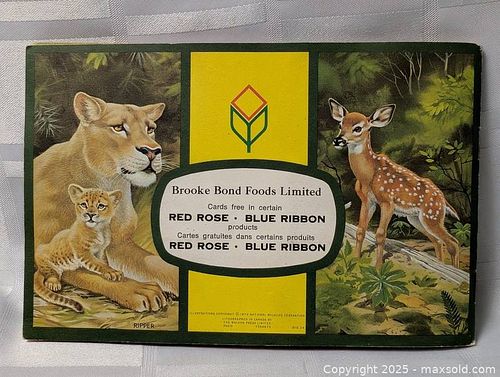 Brooke Bond Foods Limited
Cards free in certain
RED ROSE · BLUE RIBBON
products
Cartes gratuites dans certains produits
RED ROSE · BLUE RIBBON
RIPPER
Copyright © 2025 - maxsold.com